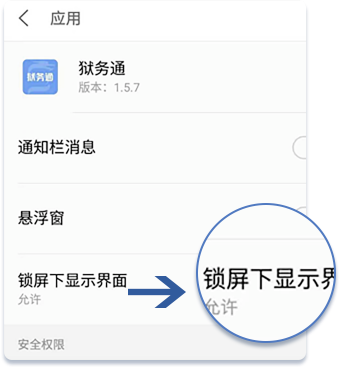 应用
狱务通
狱务通
版本：1.5.7
通知栏消息
悬浮窗
锁屏下显示界面
允许
锁屏下显示界
允许
安全权限